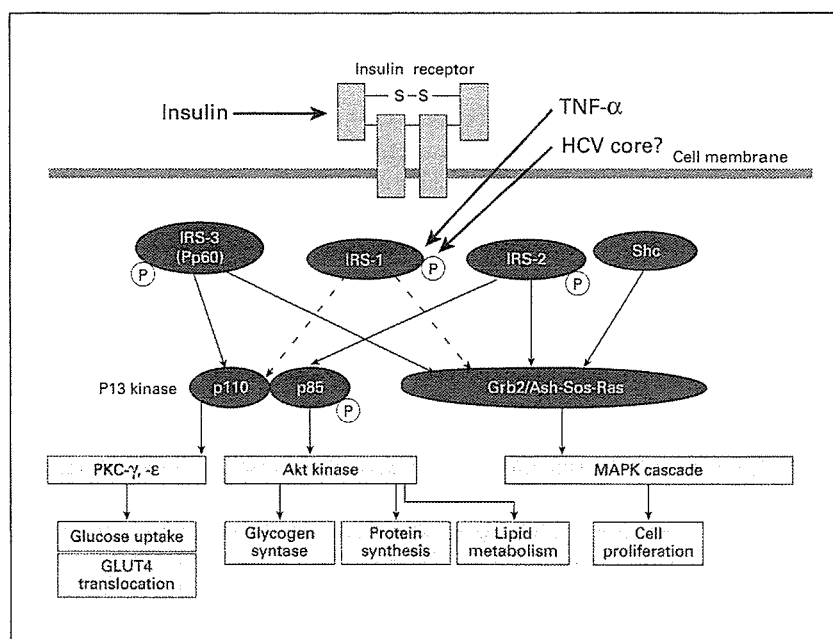 Insulin receptor
S–S
Insulin
TNF-α
HCV core?
Cell membrane
IRS-3
(Pp60)
P
IRS-1
P
IRS-2
P
Shc
P13 kinase
p110
p85
P
Grb2/Ash-Sos-Ras
PKC-γ, -ε
Akt kinase
MAPK cascade
Glucose uptake
GLUT4
translocation
Glycogen
syntase
Protein
synthesis
Lipid
metabolism
Cell
proliferation